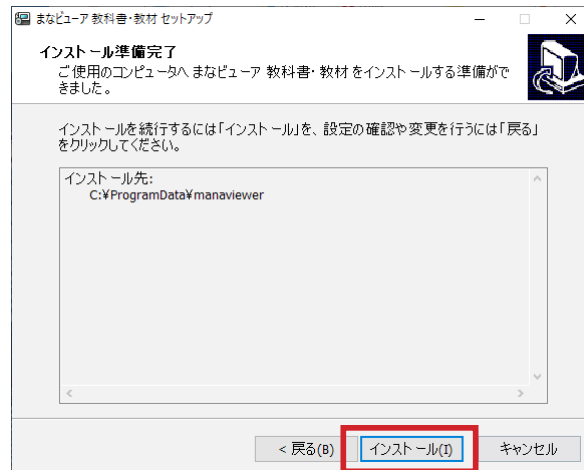 まなビューア 教科書・教材 セットアップ
インストール準備完了
ご使用のコンピュータへ まなビューア 教科書・教材 をインストールする準備がで
きました。
インストールを続行するには「インストール」を、設定の確認や変更を行うには「戻る」
をクリックしてください。
インストール先:
C:¥ProgramData¥manaviewer
< 戻る(B)
インストール(I)
キャンセル